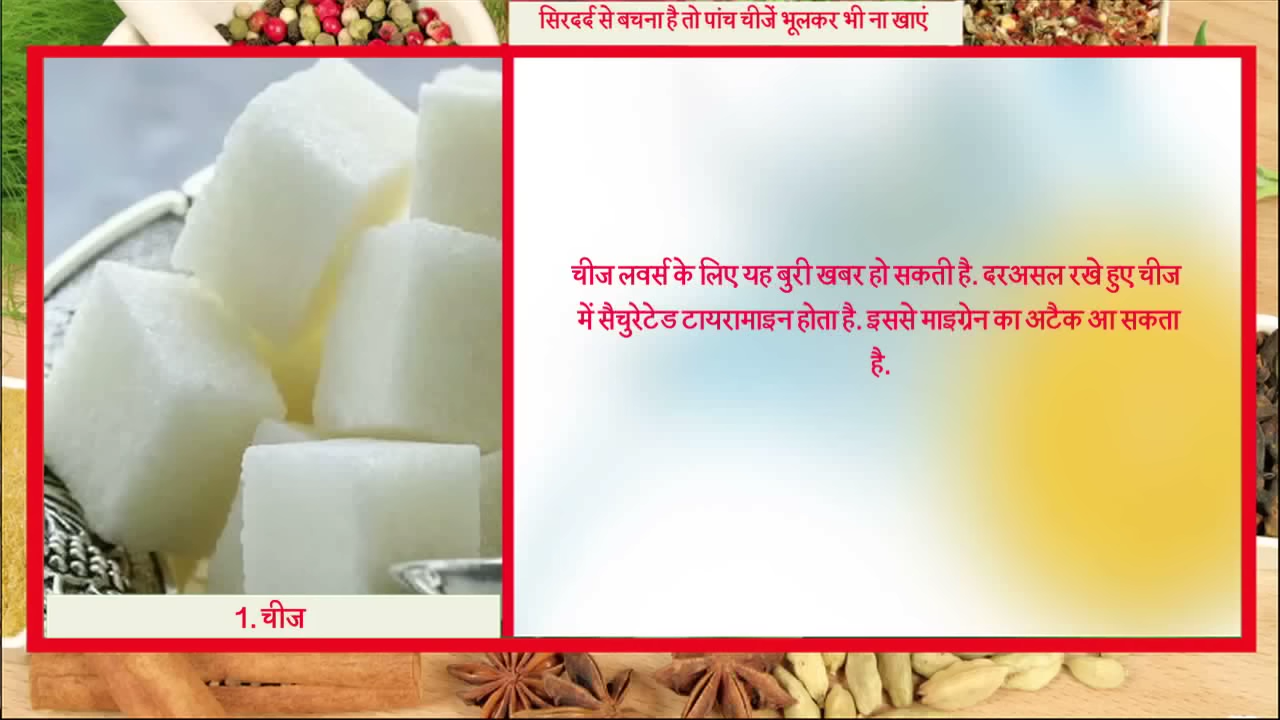 सिरदर्द से बचना है तो पांच चीजें भूलकर भी ना खाएं
चीज लवर्स के लिए यह बुरी खबर हो सकती है. दरअसल रखे हुए चीज
में सैचुरेटेड टायरामाइन होता है. इससे माइग्रेन का अटैक आ सकता
है.
1. चीज